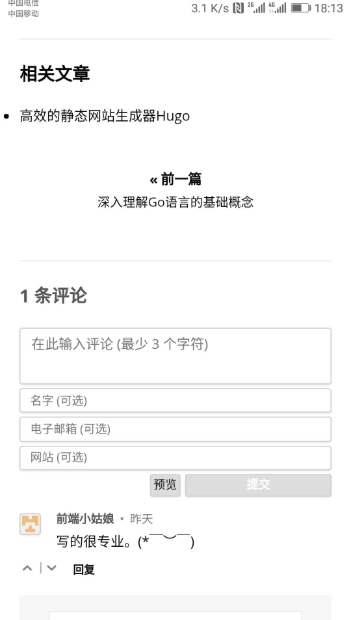 中国电信
中国移动
3.1 K/s 2G 4G 18:13
相关文章
高效的静态网站生成器Hugo
« 前一篇
深入理解Go语言的基础概念
1 条评论
在此输入评论 (最少 3 个字符)
名字 (可选)
电子邮箱 (可选)
网站 (可选)
预览 提交
前端小姑娘 • 昨天
写的很专业。(*￣︶￣)
回复